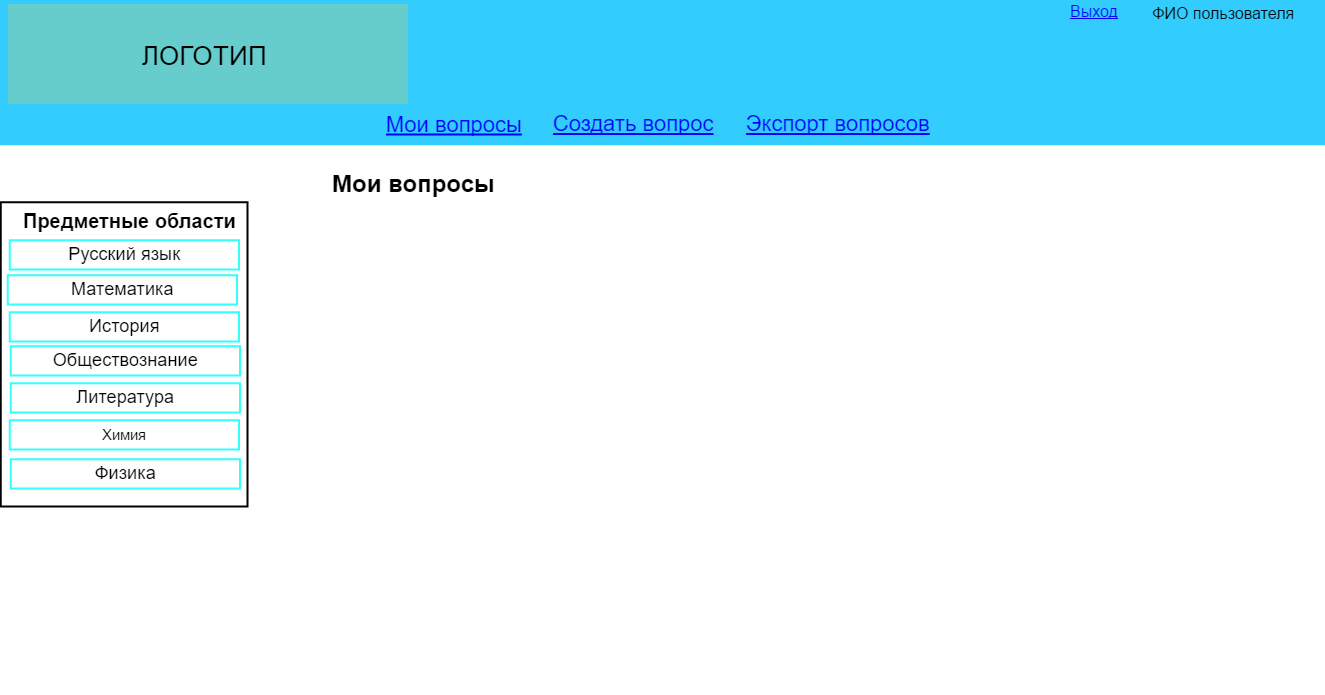 Выход ФИО пользователя
ЛОГОТИП
Мои вопросы Создать вопрос Экспорт вопросов
Мои вопросы
Предметные области
Русский язык
Математика
История
Обществознание
Литература
Химия
Физика